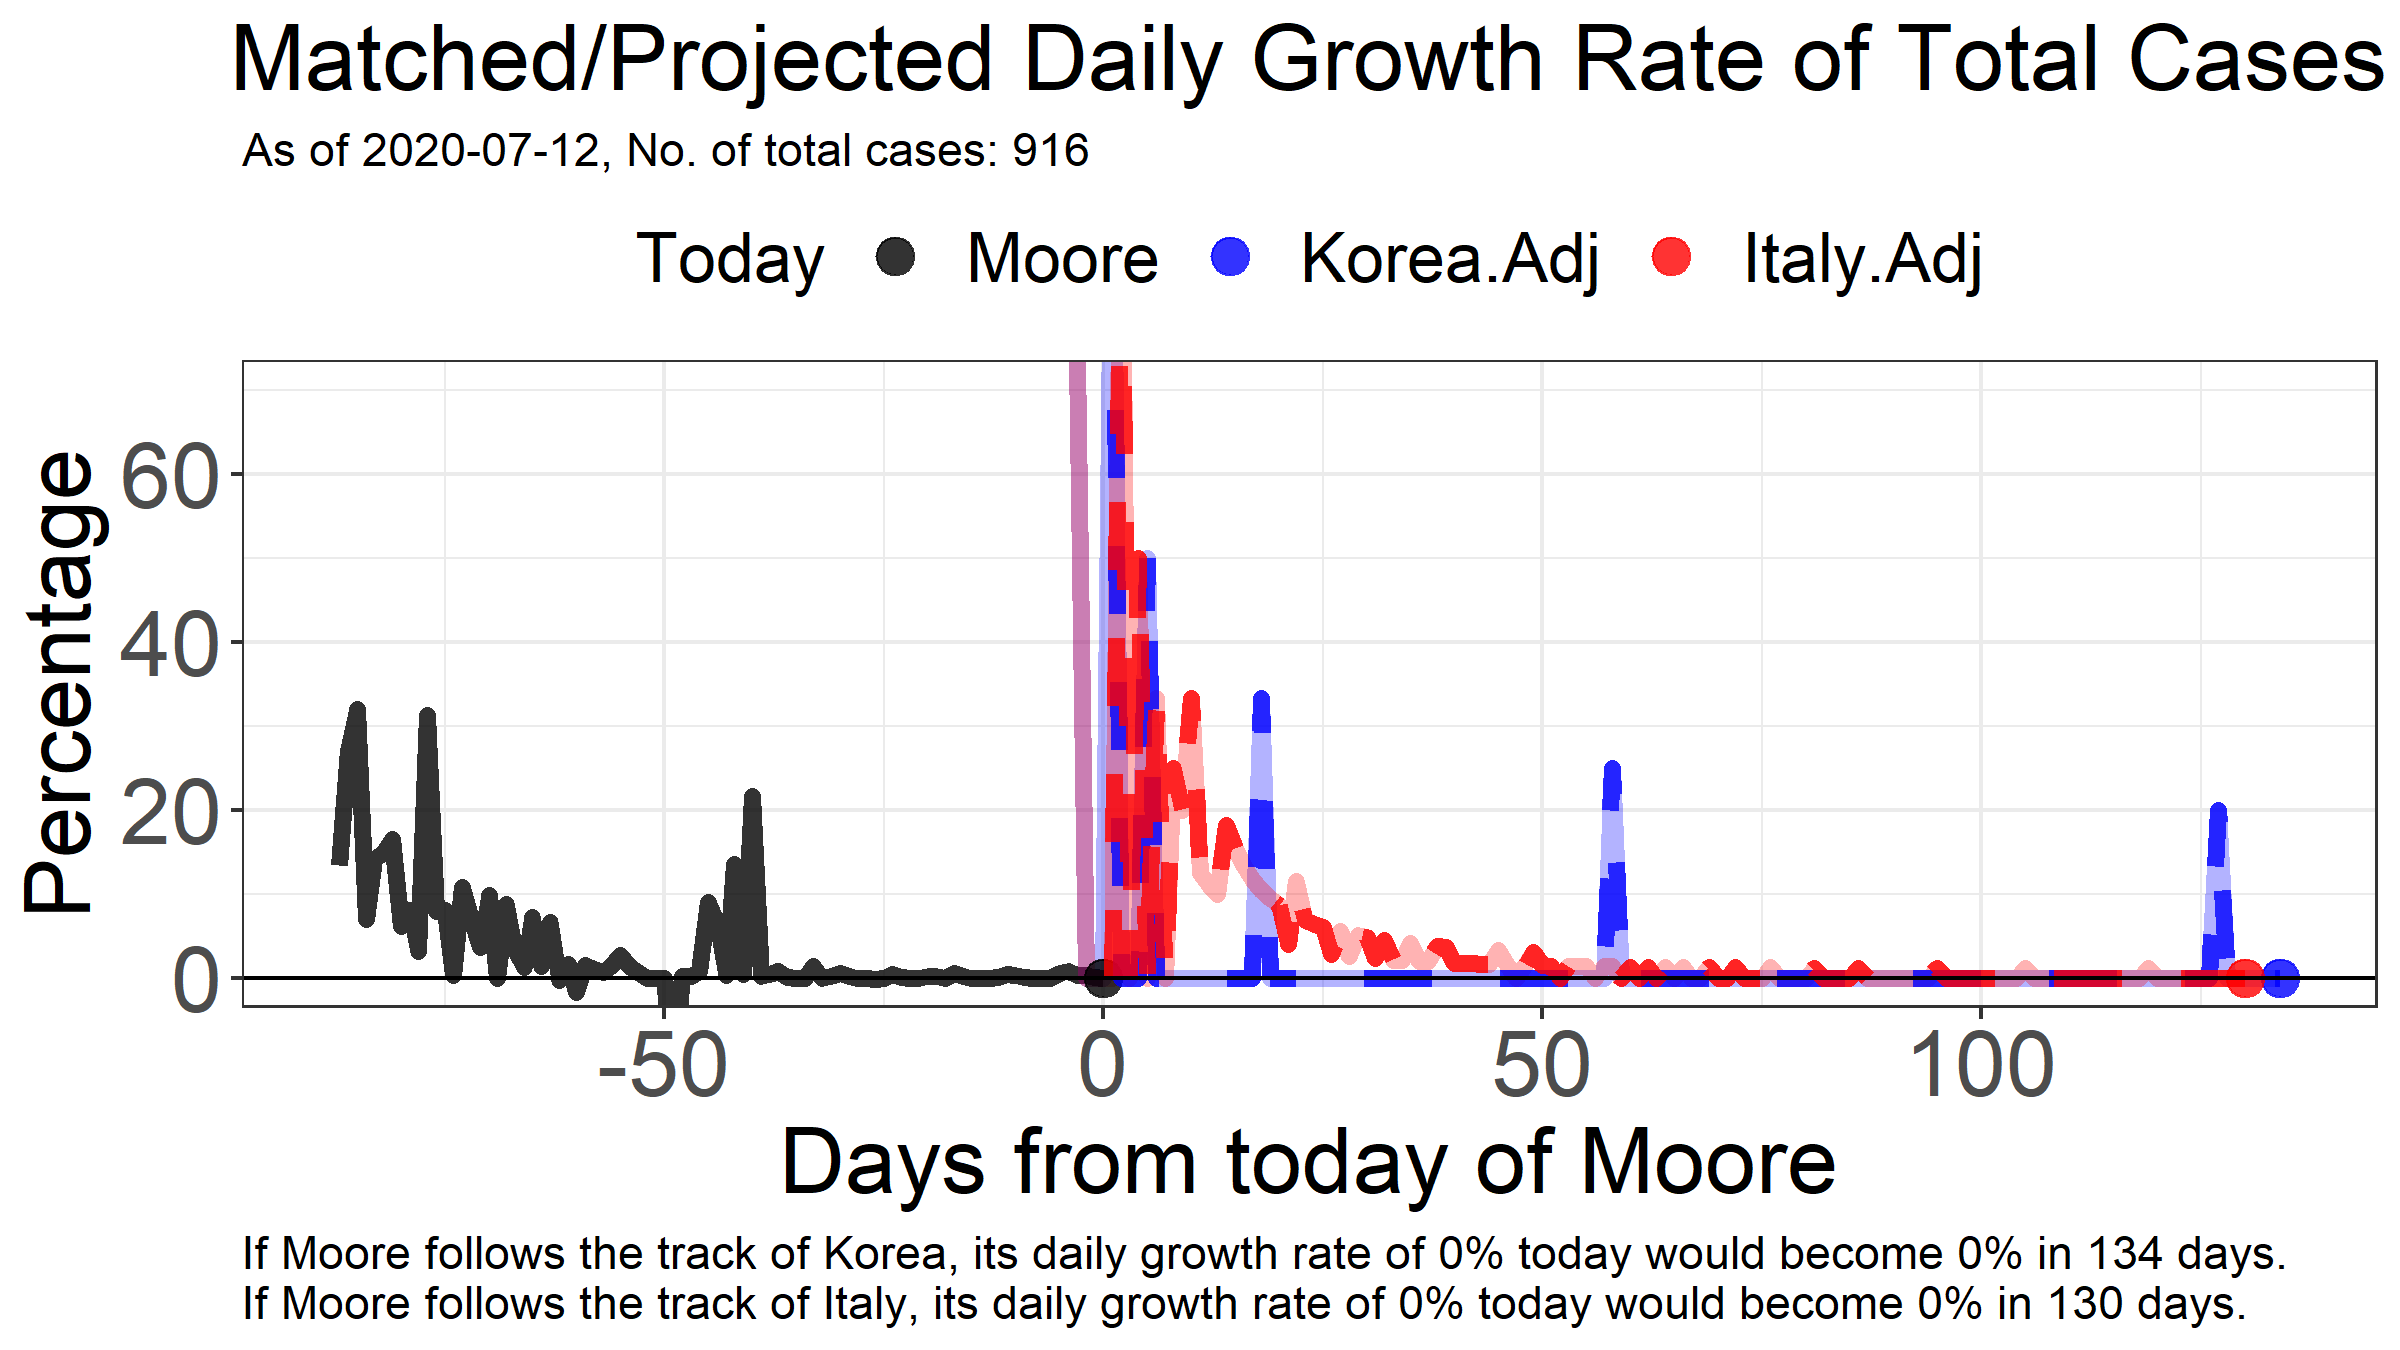 Matched/Projected Daily Growth Rate of Total Cases
As of 2020-07-12, No. of total cases: 916
Today Moore Korea.Adj Italy.Adj
Percentage
60
40
20
0
-50 0 50 100
Days from today of Moore
If Moore follows the track of Korea, its daily growth rate of 0% today would become 0% in 134 days.
If Moore follows the track of Italy, its daily growth rate of 0% today would become 0% in 130 days.